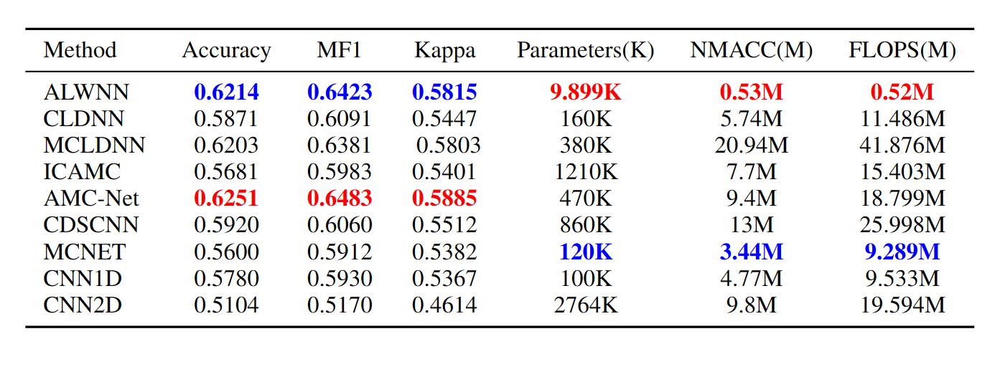 Method Accuracy MF1 Kappa Parameters(K) NMACC(M) FLOPS(M)
ALWNN 0.6214 0.6423 0.5815 9.899K 0.53M 0.52M
CLDNN 0.5871 0.6091 0.5447 160K 5.74M 11.486M
MCLDNN 0.6203 0.6381 0.5803 380K 20.94M 41.876M
ICAMC 0.5681 0.5983 0.5401 1210K 7.7M 15.403M
AMC-Net 0.6251 0.6483 0.5885 470K 9.4M 18.799M
CDSCNN 0.5920 0.6060 0.5512 860K 13M 25.998M
MCNET 0.5600 0.5912 0.5382 120K 3.44M 9.289M
CNN1D 0.5780 0.5930 0.5367 100K 4.77M 9.533M
CNN2D 0.5104 0.5170 0.4614 2764K 9.8M 19.594M